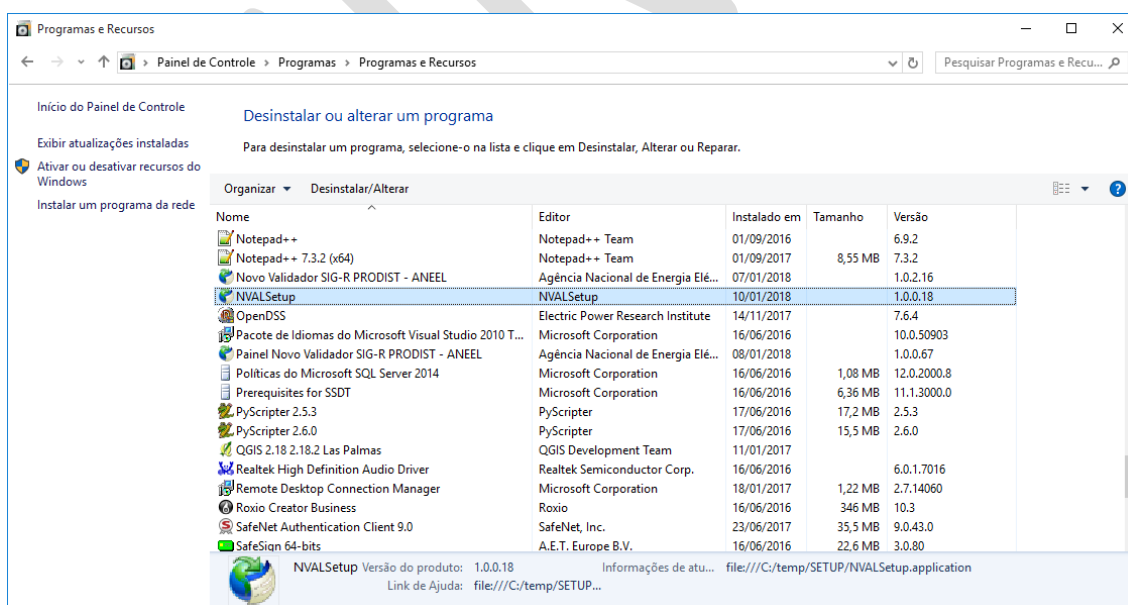 Programas e Recursos
Painel de Controle > Programas > Programas e Recursos
Pesquisar Programas e Recu...
Início do Painel de Controle
Exibir atualizações instaladas
Ativar ou desativar recursos do
Windows
Instalar um programa da rede
Desinstalar ou alterar um programa
Para desinstalar um programa, selecione-o na lista e clique em Desinstalar, Alterar ou Reparar.
Organizar Desinstalar/Alterar
Nome Editor Instalado em Tamanho Versão
Notepad++ Notepad++ Team 01/09/2016 6.9.2
Notepad++ 7.3.2 (x64) Notepad++ Team 01/09/2017 8,55 MB 7.3.2
Novo Validador SIG-R PRODIST - ANEEL Agência Nacional de Energia Elé... 07/01/2018 1.0.2.16
NVALSetup NVALSetup 10/01/2018 1.0.0.18
OpenDSS Electric Power Research Institute 14/11/2017 7.6.4
Pacote de Idiomas do Microsoft Visual Studio 2010 T... Microsoft Corporation 16/06/2016 10.0.50903
Painel Novo Validador SIG-R PRODIST - ANEEL Agência Nacional de Energia Elé... 08/01/2018 1.0.0.67
Políticas do Microsoft SQL Server 2014 Microsoft Corporation 16/06/2016 1,08 MB 12.0.2000.8
Prerequisites for SSDT Microsoft Corporation 16/06/2016 6,36 MB 11.1.3000.0
PyScripter 2.5.3 PyScripter 17/06/2016 17,2 MB 2.5.3
PyScripter 2.6.0 PyScripter 17/06/2016 15,5 MB 2.6.0
QGIS 2.18 2.18.2 Las Palmas QGIS Development Team 11/01/2017
Realtek High Definition Audio Driver Realtek Semiconductor Corp. 16/06/2016 6.0.1.7016
Remote Desktop Connection Manager Microsoft Corporation 18/01/2017 1,22 MB 2.7.14060
Roxio Creator Business Roxio 16/06/2016 346 MB 10.3
SafeNet Authentication Client 9.0 SafeNet, Inc. 23/06/2017 35,5 MB 9.0.43.0
SafeSign 64-bits A.E.T. Europe B.V. 16/06/2016 22,6 MB 3.0.80
NVALSetup Versão do produto: 1.0.0.18 Informações de atu... file:///C:/temp/SETUP/NVALSetup.application
Link de Ajuda: file:///C:/temp/SETUP...